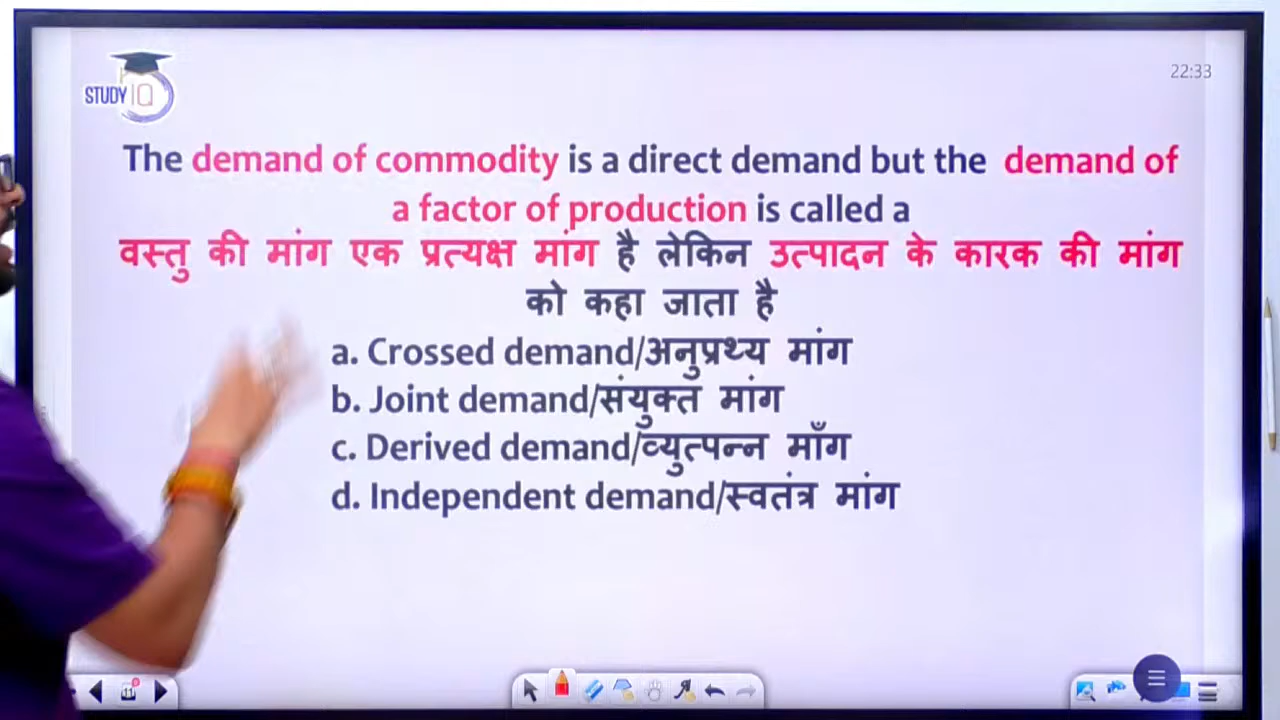 STUDY IQ
22:33
The demand of commodity is a direct demand but the demand of
a factor of production is called a
वस्तु की मांग एक प्रत्यक्ष मांग है लेकिन उत्पादन के कारक की मांग
को कहा जाता है
a. Crossed demand/अनुप्रथ्य मांग
b. Joint demand/संयुक्त मांग
c. Derived demand/व्युत्पन्न माँग
d. Independent demand/स्वतंत्र मांग
11